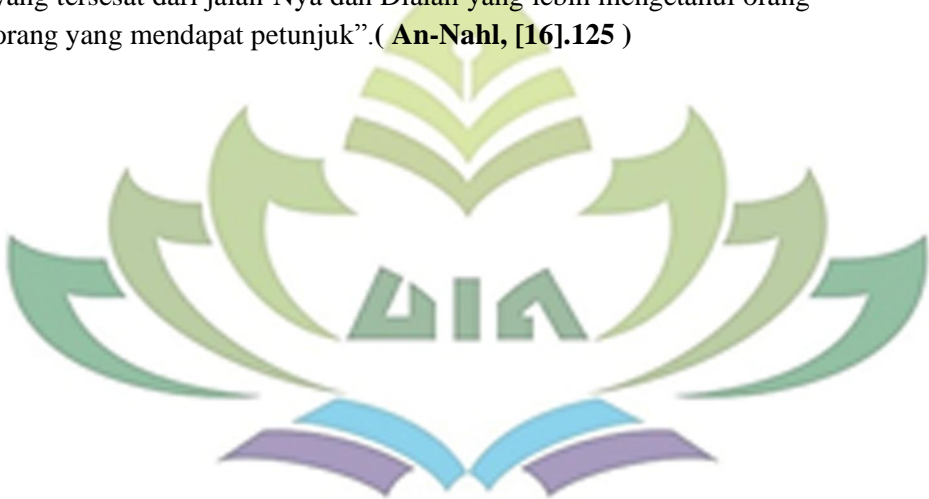 yang tersesat dari jalan-Nya dan Dialah yang lebih mengetahui orang
orang yang mendapat petunjuk”.( An-Nahl, [16].125 )
UIN